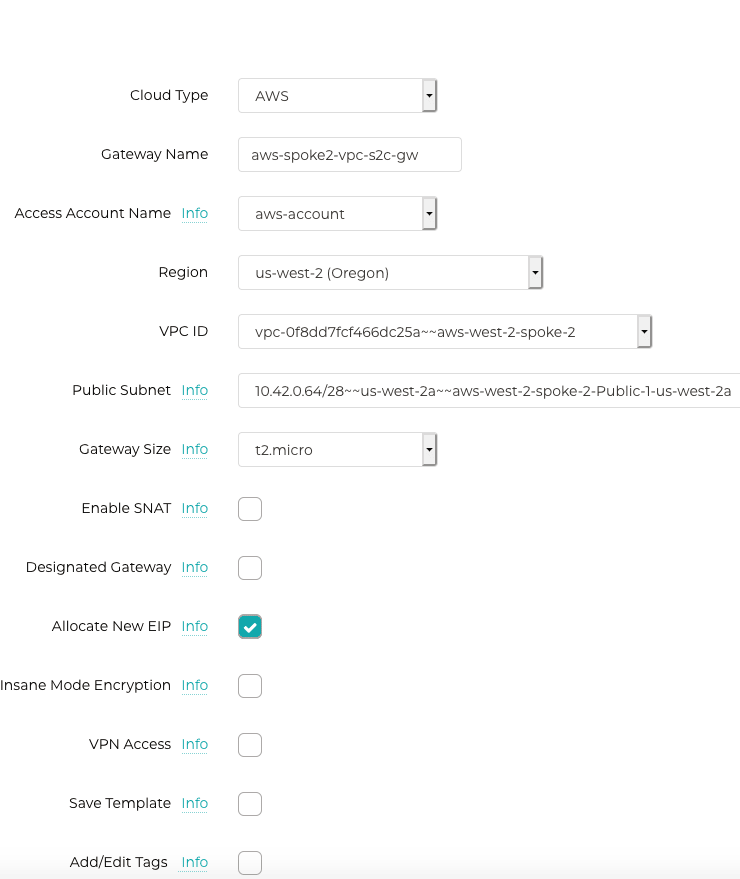 Cloud Type AWS
Gateway Name aws-spoke2-vpc-s2c-gw
Access Account Name Info aws-account
Region us-west-2 (Oregon)
VPC ID vpc-0f8dd7fcf466dc25a~~aws-west-2-spoke-2
Public Subnet Info 10.42.0.64/28~~us-west-2a~~aws-west-2-spoke-2-Public-1-us-west-2a
Gateway Size Info t2.micro
Enable SNAT Info
Designated Gateway Info
Allocate New EIP Info
Insane Mode Encryption Info
VPN Access Info
Save Template Info
Add/Edit Tags Info